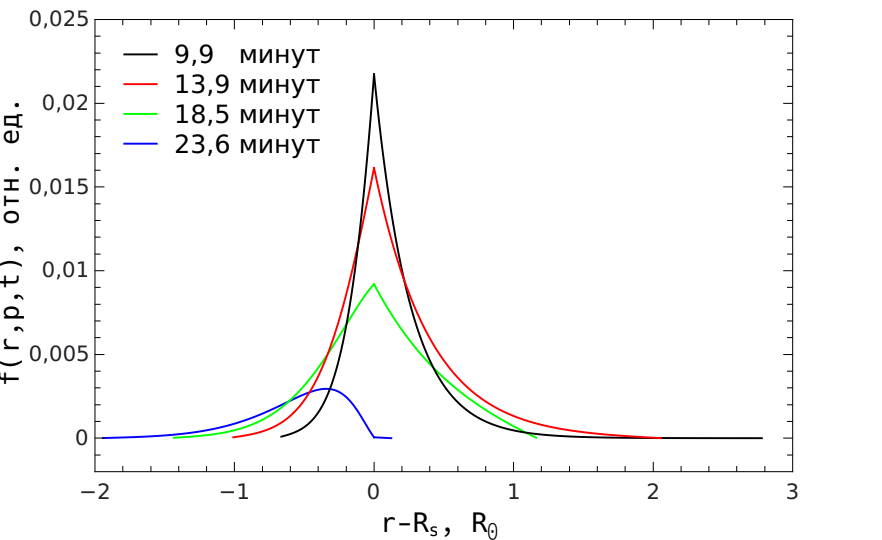 0,025
0,02
0,015
0,01
0,005
0
f(r,p,t), отн. ед.
9,9 минут
13,9 минут
18,5 минут
23,6 минут
−2 −1 0 1 2 3
r-Rₛ, R₀